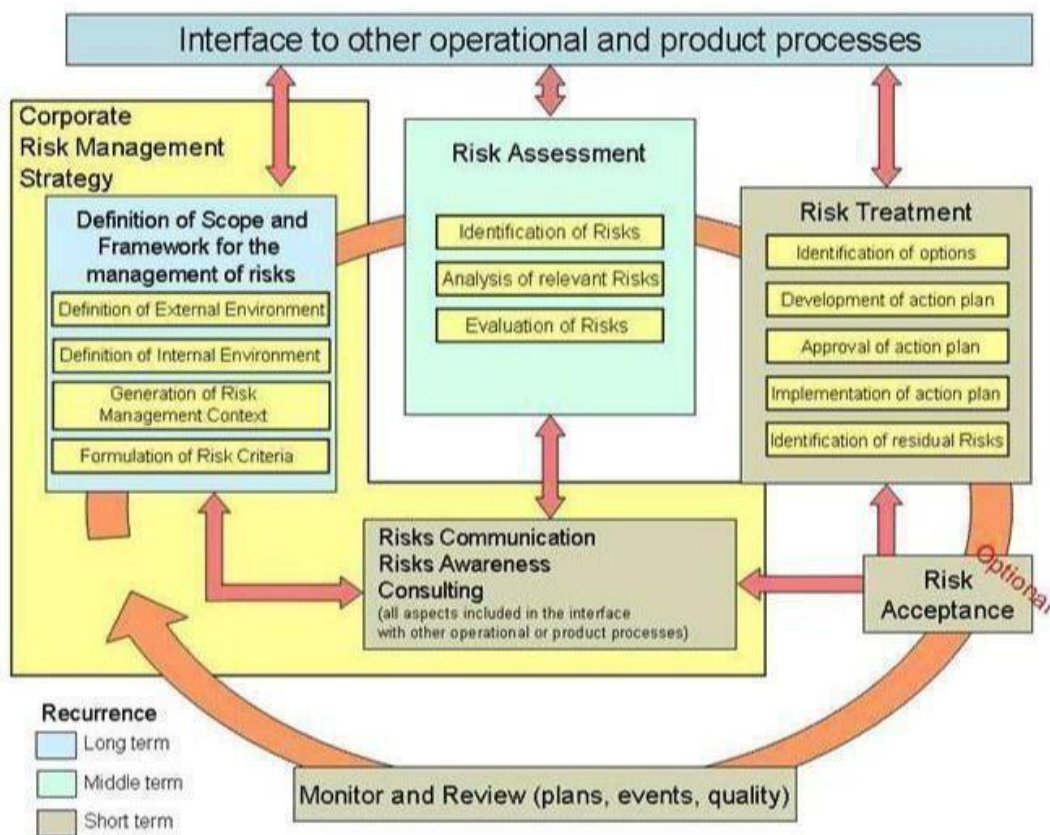 Interface to other operational and product processes
Corporate
Risk Management
Strategy
Definition of Scope and
Framework for the
management of risks
Definition of External Environment
Definition of Internal Environment
Generation of Risk
Management Context
Formulation of Risk Criteria
Risk Assessment
Identification of Risks
Analysis of relevant Risks
Evaluation of Risks
Risk Treatment
Identification of options
Development of action plan
Approval of action plan
Implementation of action plan
Identification of residual Risks
Risks Communication
Risks Awareness
Consulting
(all aspects included in the interface
with other operational or product processes)
Risk
Acceptance
Optional
Recurrence
Long term
Middle term
Short term
Monitor and Review (plans, events, quality)